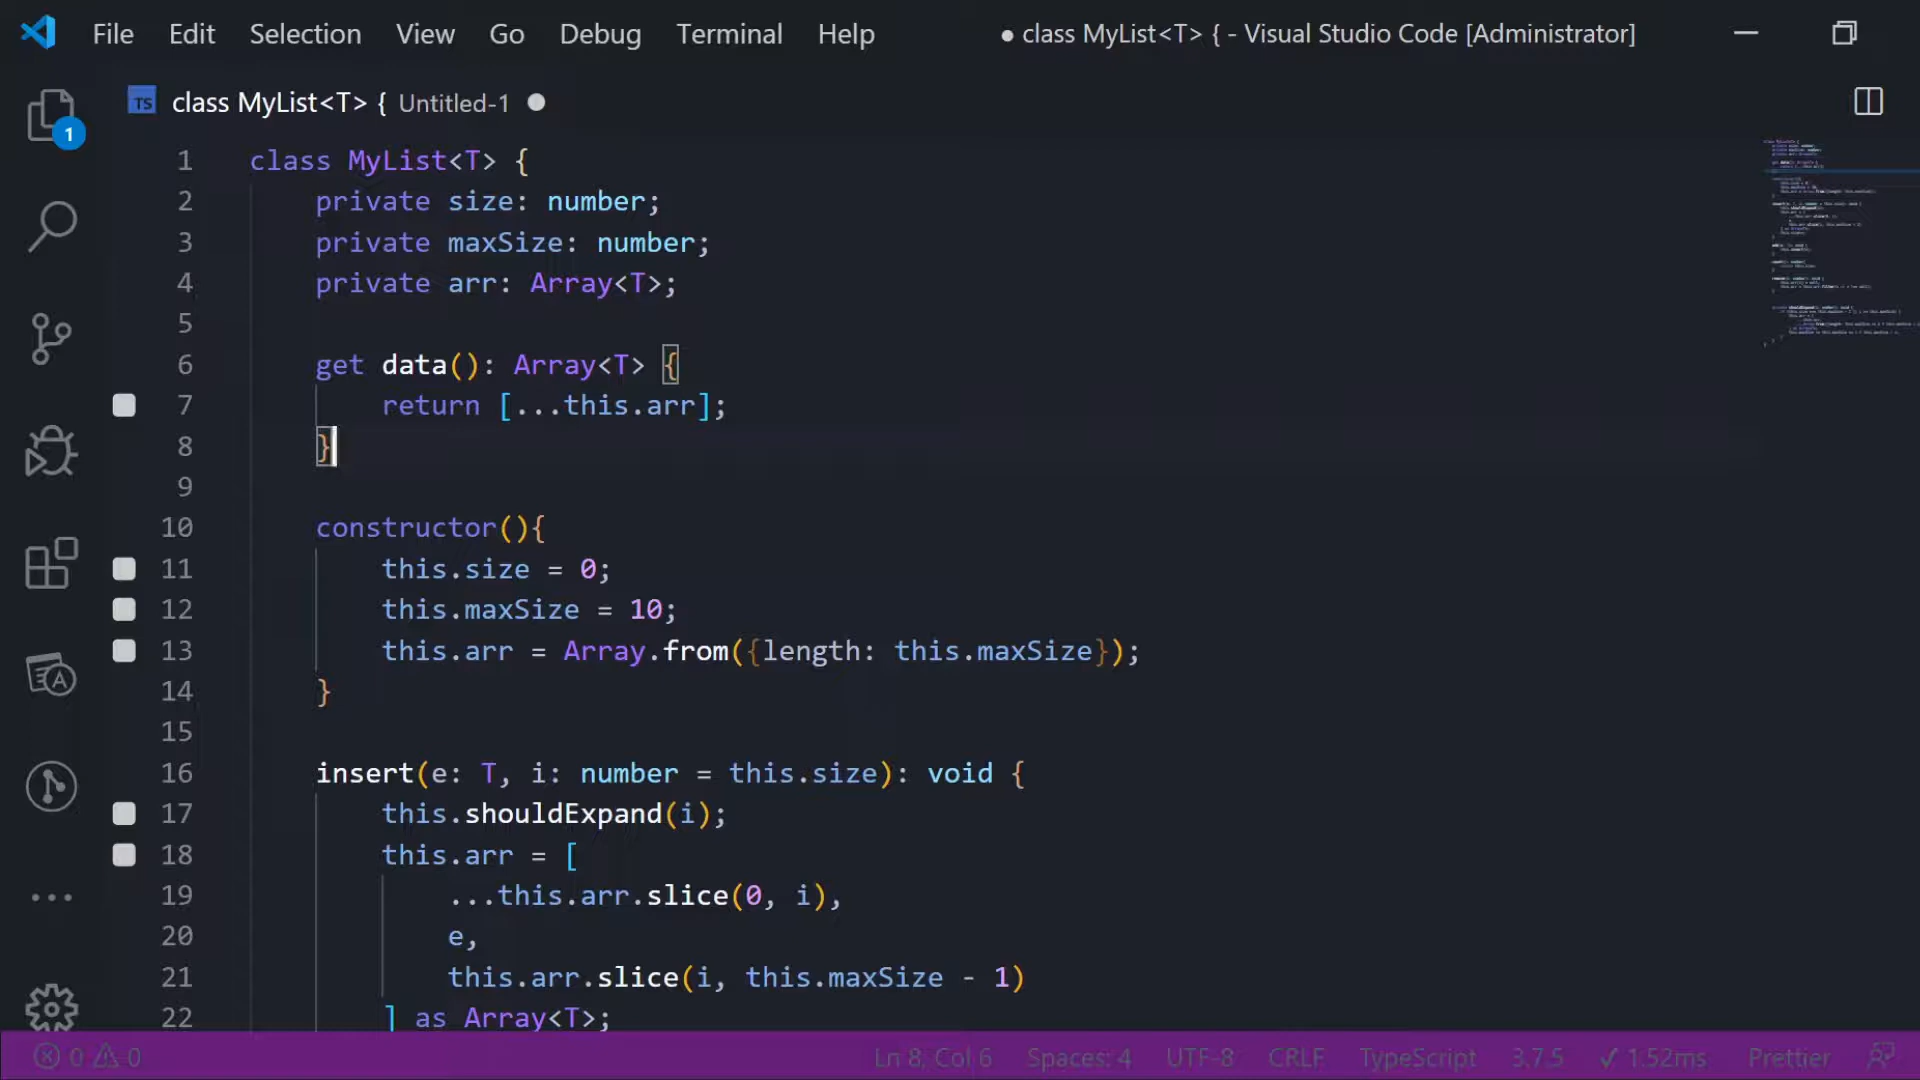 File Edit Selection View Go Debug Terminal Help ● class MyList<T> { - Visual Studio Code [Administrator]
TS class MyList<T> { Untitled-1
1
1 class MyList<T> {
2 private size: number;
3 private maxSize: number;
4 private arr: Array<T>;
5
6 get data(): Array<T> {
7 return [...this.arr];
8 }
9
10 constructor(){
11 this.size = 0;
12 this.maxSize = 10;
13 this.arr = Array.from({length: this.maxSize});
14 }
15
16 insert(e: T, i: number = this.size): void {
17 this.shouldExpand(i);
18 this.arr = [
19 ...this.arr.slice(0, i),
20 e,
21 this.arr.slice(i, this.maxSize - 1)
22 ] as Array<T>;
0 0 Ln 8, Col 6 Spaces: 4 UTF-8 CRLF TypeScript 3.7.5 ✓ 1.52ms Prettier